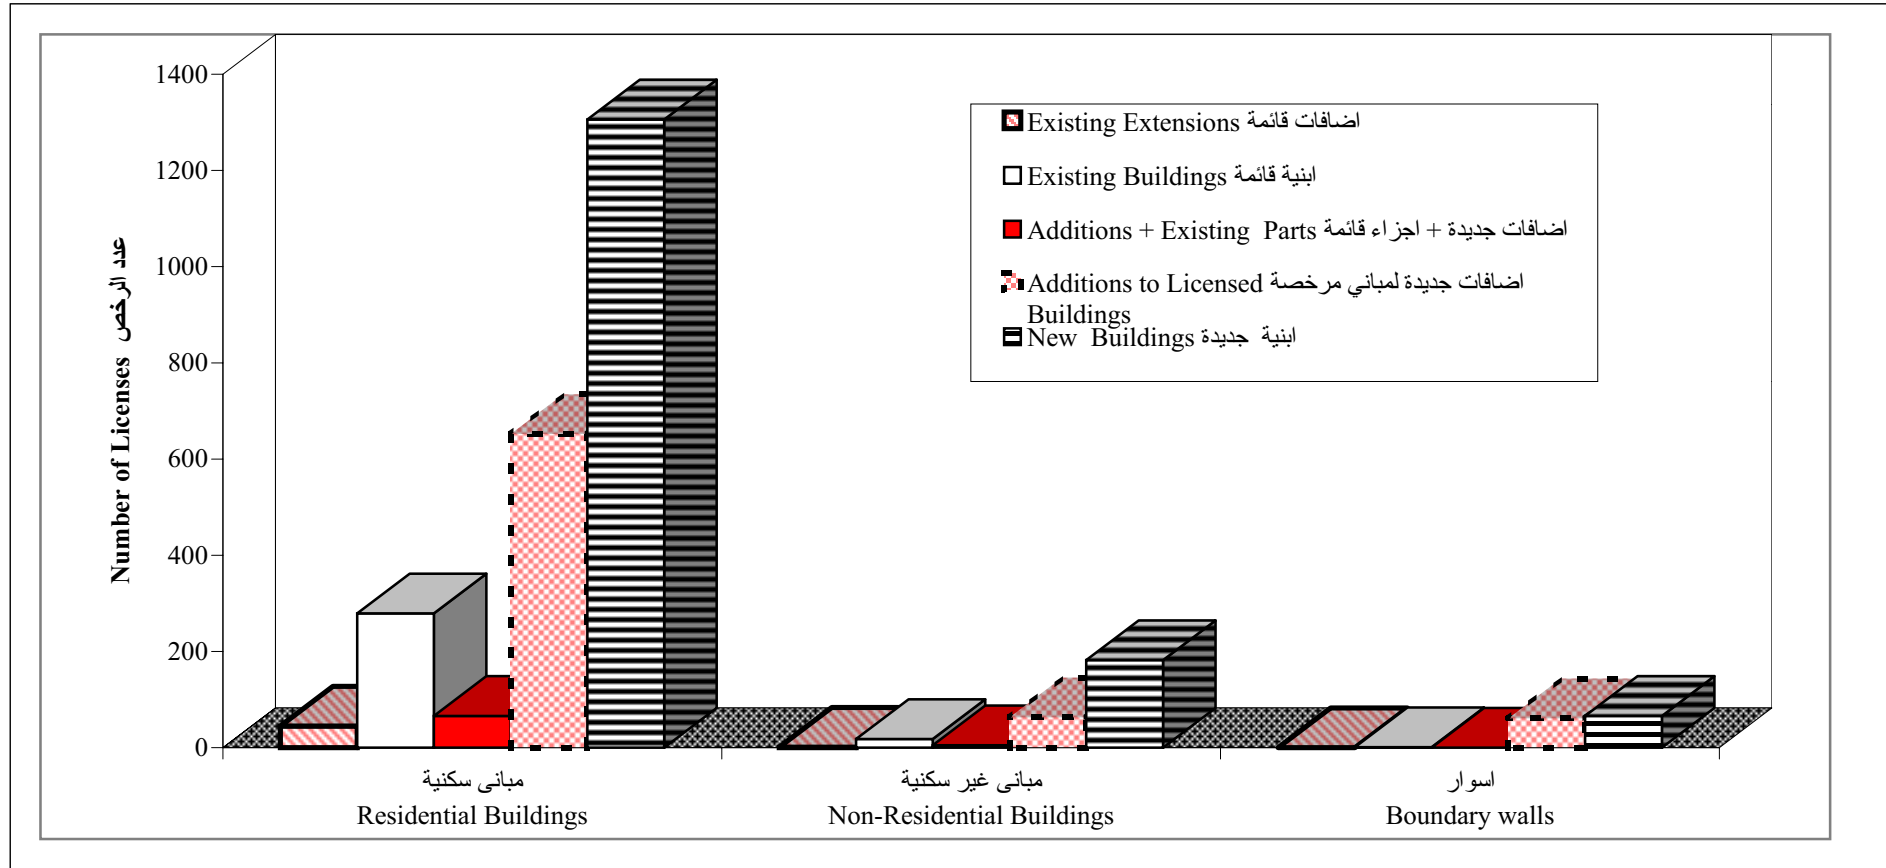 1400
1200
1000
800
600
400
200
0
Number of Licenses عدد الرخص
Existing Extensions اضافات قائمة
Existing Buildings ابنية قائمة
Additions + Existing Parts اضافات جديدة + اجزاء قائمة
Additions to Licensed اضافات جديدة لمباني مرخصة
Buildings
New Buildings ابنية جديدة
مبانى سكنية
Residential Buildings
مبانى غير سكنية
Non-Residential Buildings
اسوار
Boundary walls